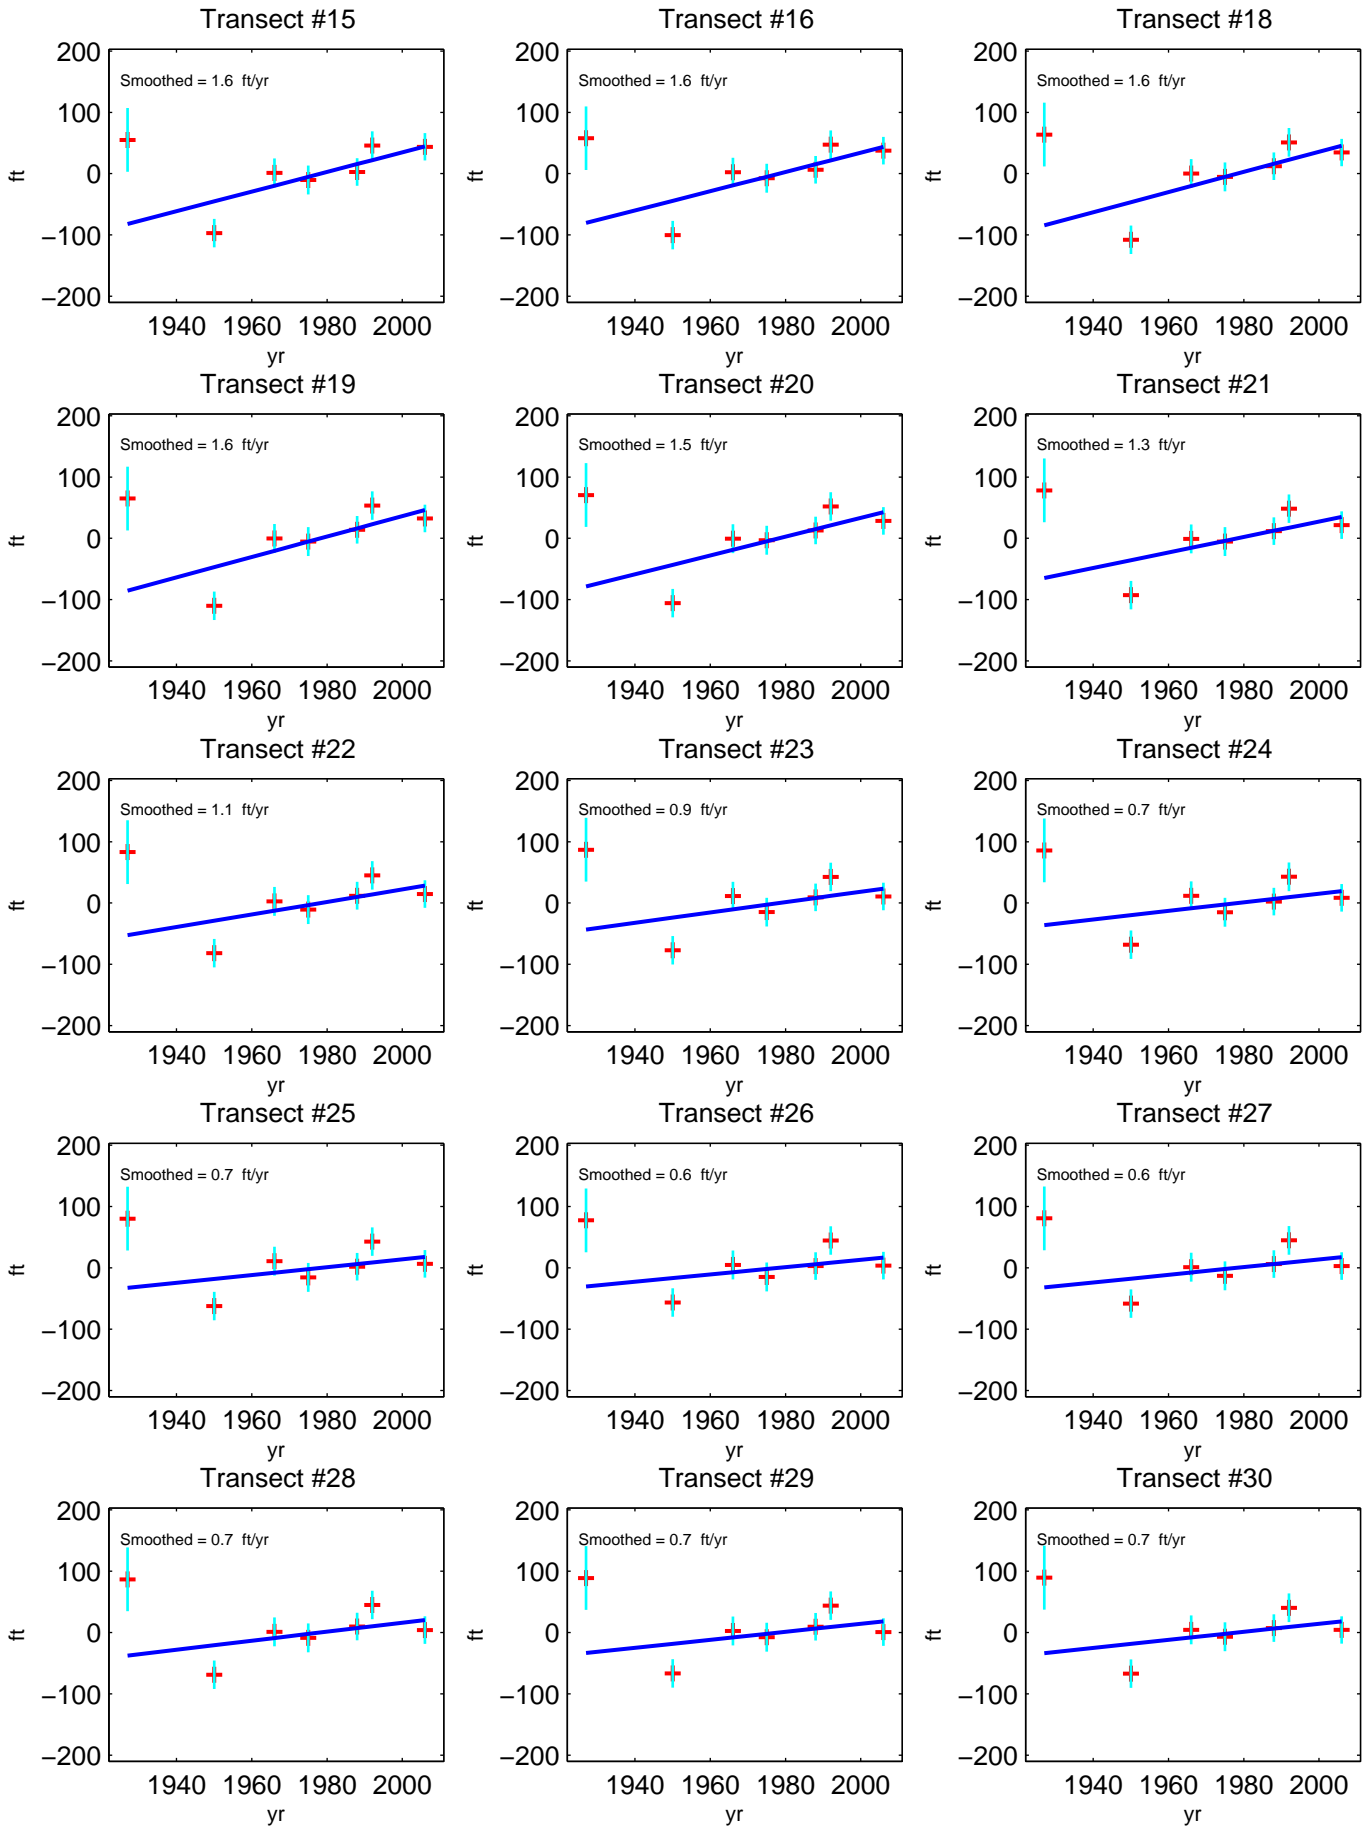 Transect #15 Transect #16 Transect #18
200 200 200
Smoothed = 1.6 ft/yr Smoothed = 1.6 ft/yr Smoothed = 1.6 ft/yr
100 100 100
ft 0 ft 0 ft 0
−100 −100 −100
−200 −200 −200
1940 1960 1980 2000 1940 1960 1980 2000 1940 1960 1980 2000
yr yr yr
Transect #19 Transect #20 Transect #21
200 200 200
Smoothed = 1.6 ft/yr Smoothed = 1.5 ft/yr Smoothed = 1.3 ft/yr
100 100 100
ft 0 ft 0 ft 0
−100 −100 −100
−200 −200 −200
1940 1960 1980 2000 1940 1960 1980 2000 1940 1960 1980 2000
yr yr yr
Transect #22 Transect #23 Transect #24
200 200 200
Smoothed = 1.1 ft/yr Smoothed = 0.9 ft/yr Smoothed = 0.7 ft/yr
100 100 100
ft 0 ft 0 ft 0
−100 −100 −100
−200 −200 −200
1940 1960 1980 2000 1940 1960 1980 2000 1940 1960 1980 2000
yr yr yr
Transect #25 Transect #26 Transect #27
200 200 200
Smoothed = 0.7 ft/yr Smoothed = 0.6 ft/yr Smoothed = 0.6 ft/yr
100 100 100
ft 0 ft 0 ft 0
−100 −100 −100
−200 −200 −200
1940 1960 1980 2000 1940 1960 1980 2000 1940 1960 1980 2000
yr yr yr
Transect #28 Transect #29 Transect #30
200 200 200
Smoothed = 0.7 ft/yr Smoothed = 0.7 ft/yr Smoothed = 0.7 ft/yr
100 100 100
ft 0 ft 0 ft 0
−100 −100 −100
−200 −200 −200
1940 1960 1980 2000 1940 1960 1980 2000 1940 1960 1980 2000
yr yr yr